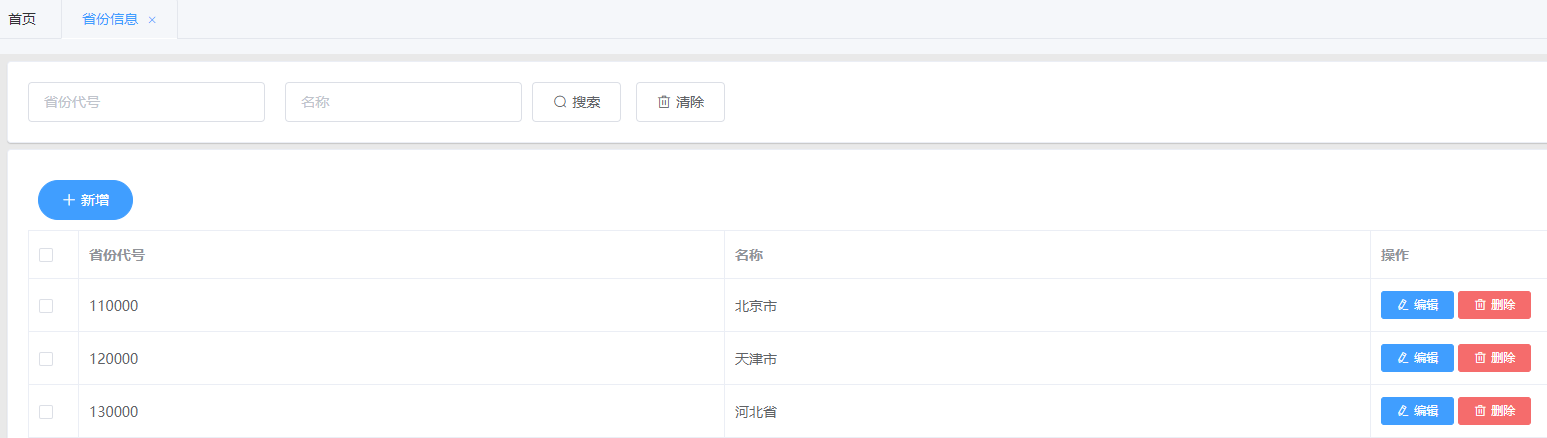 首页 省份信息
省份代号 名称 搜索 清除
新增
省份代号 名称 操作
110000 北京市 编辑 删除
120000 天津市 编辑 删除
130000 河北省 编辑 删除